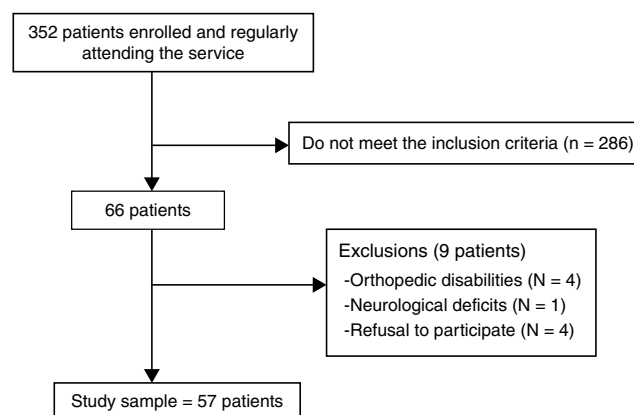 352 patients enrolled and regularly
attending the service
Do not meet the inclusion criteria (n = 286)
66 patients
Exclusions (9 patients)
-Orthopedic disabilities (N = 4)
-Neurological deficits (N = 1)
-Refusal to participate (N = 4)
Study sample = 57 patients